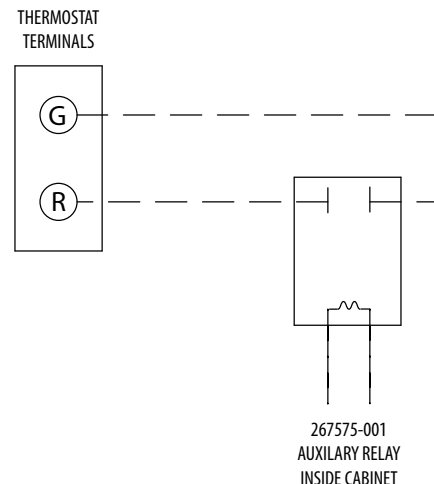 THERMOSTAT
TERMINALS
G
R
267575-001
AUXILARY RELAY
INSIDE CABINET